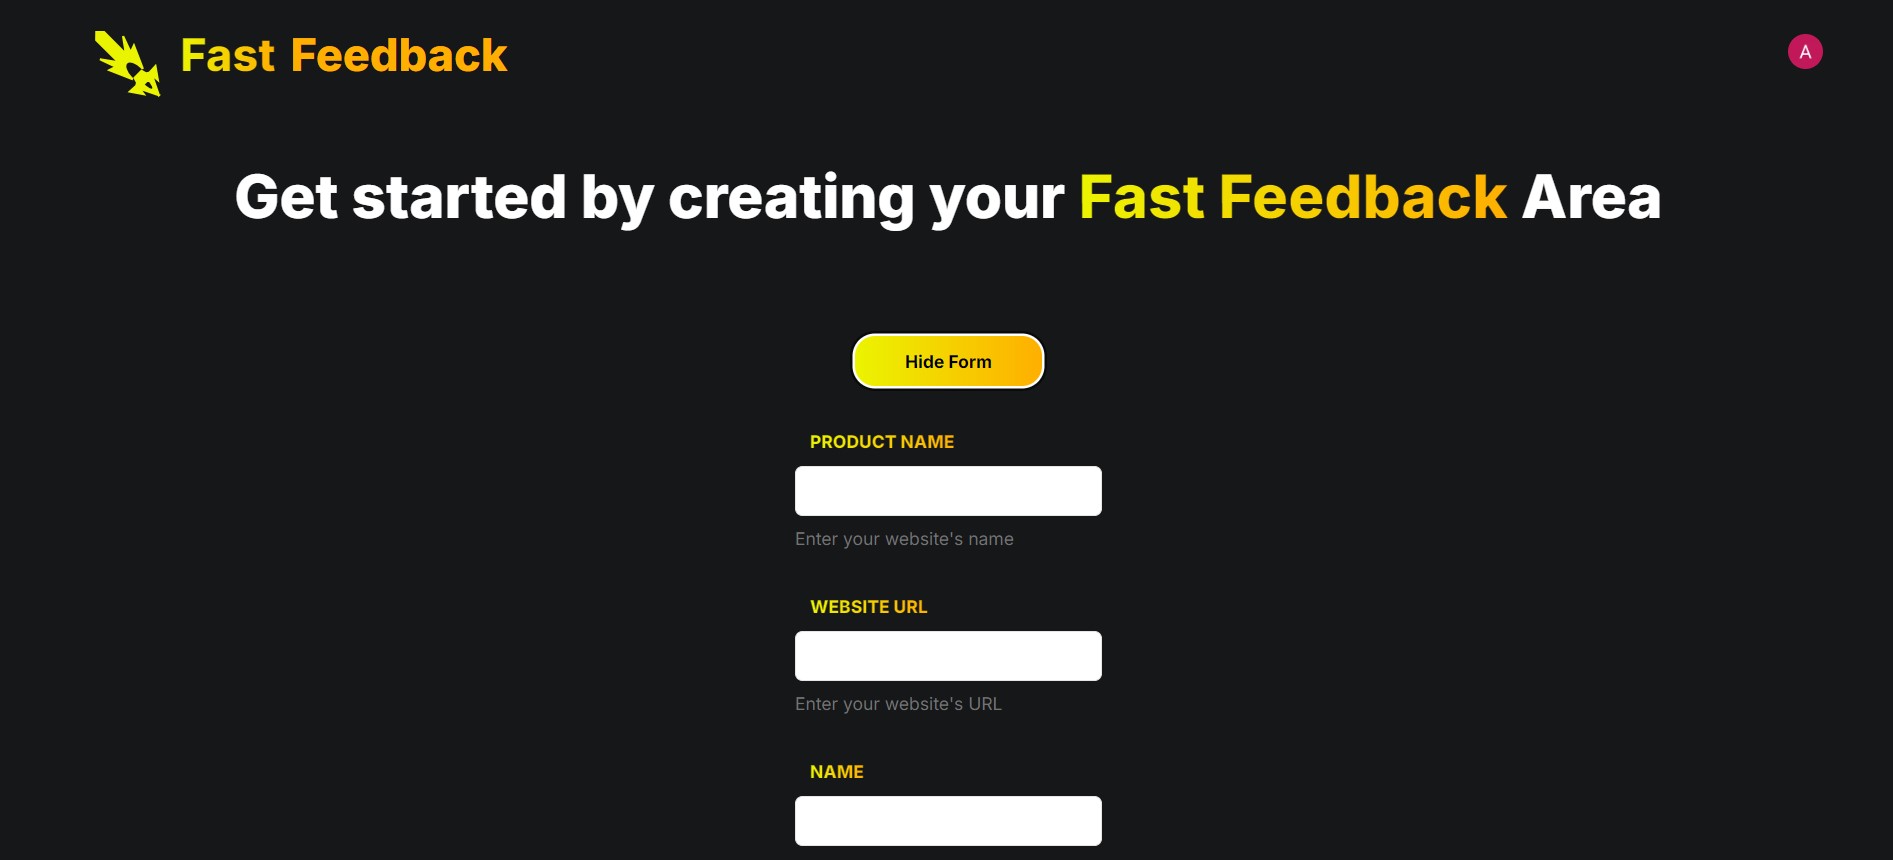 Fast Feedback
A
Get started by creating your Fast Feedback Area
Hide Form
PRODUCT NAME
Enter your website's name
WEBSITE URL
Enter your website's URL
NAME